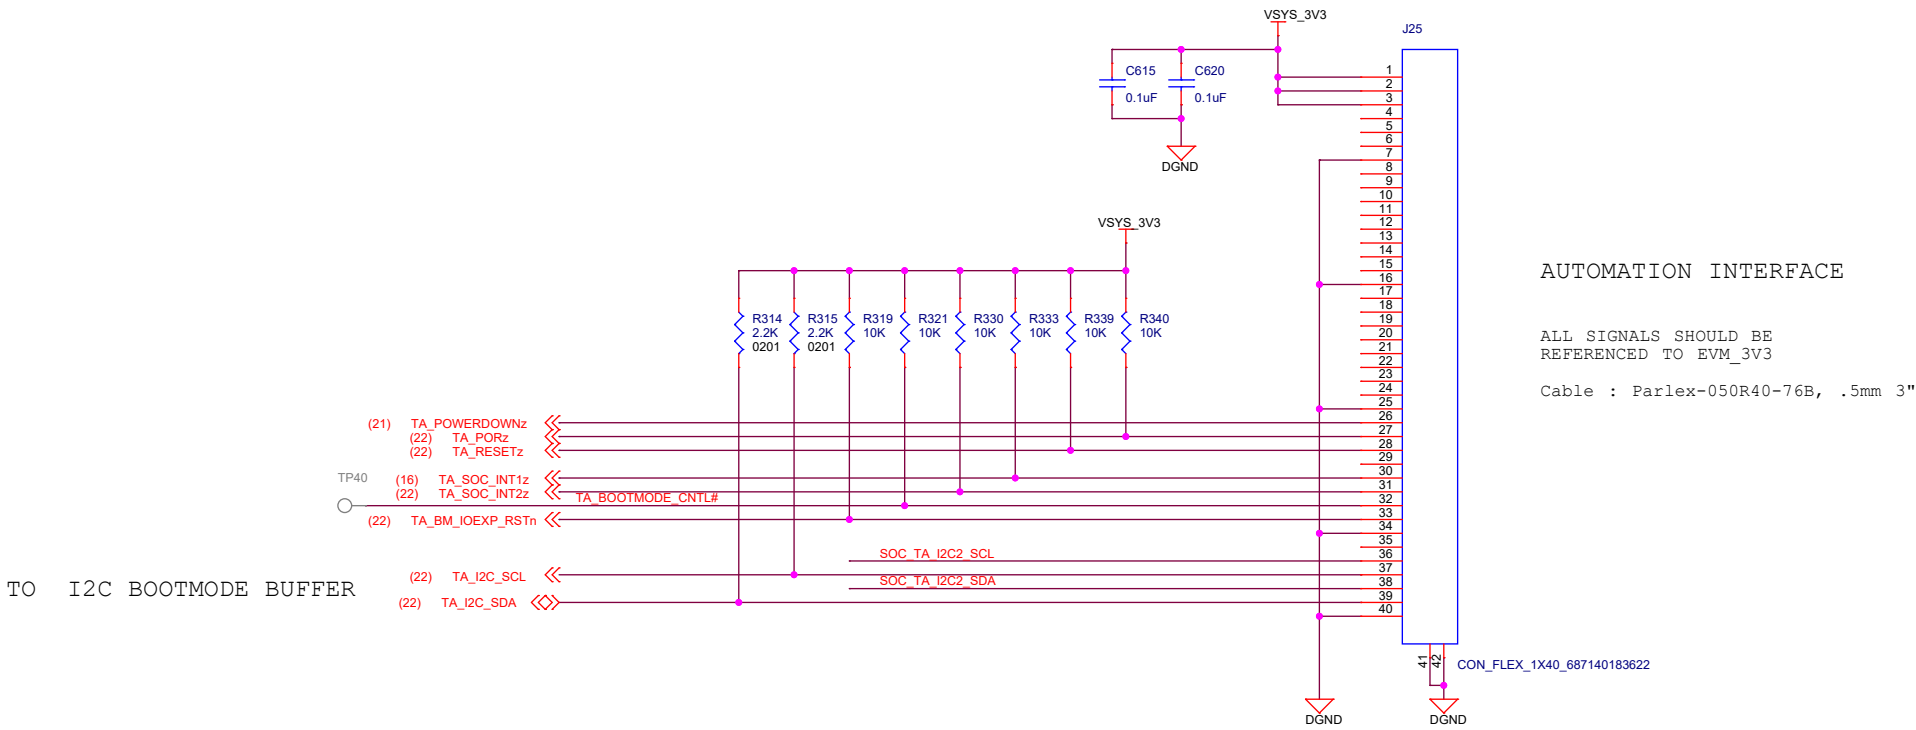 VSYS_3V3
J25
C615
0.1uF
C620
0.1uF
DGND
1
2
3
4
5
6
7
8
9
10
11
12
13
14
15
16
17
18
19
20
21
22
23
24
25
26
27
28
29
30
31
32
33
34
35
36
37
38
39
40
41
42
CON_FLEX_1X40_687140183622
DGND
DGND
AUTOMATION INTERFACE
ALL SIGNALS SHOULD BE
REFERENCED TO EVM_3V3
Cable : Parlex-050R40-76B, .5mm 3"
VSYS_3V3
R314
2.2K
0201
R315
2.2K
0201
R319
10K
R321
10K
R330
10K
R333
10K
R339
10K
R340
10K
(21) TA_POWERDOWNz
(22) TA_PORz
(22) TA_RESETz
TP40
(16) TA_SOC_INT1z
(22) TA_SOC_INT2z
TA_BOOTMODE_CNTL#
(22) TA_BM_IOEXP_RSTn
SOC_TA_I2C2_SCL
(22) TA_I2C_SCL
SOC_TA_I2C2_SDA
TO I2C BOOTMODE BUFFER
(22) TA_I2C_SDA